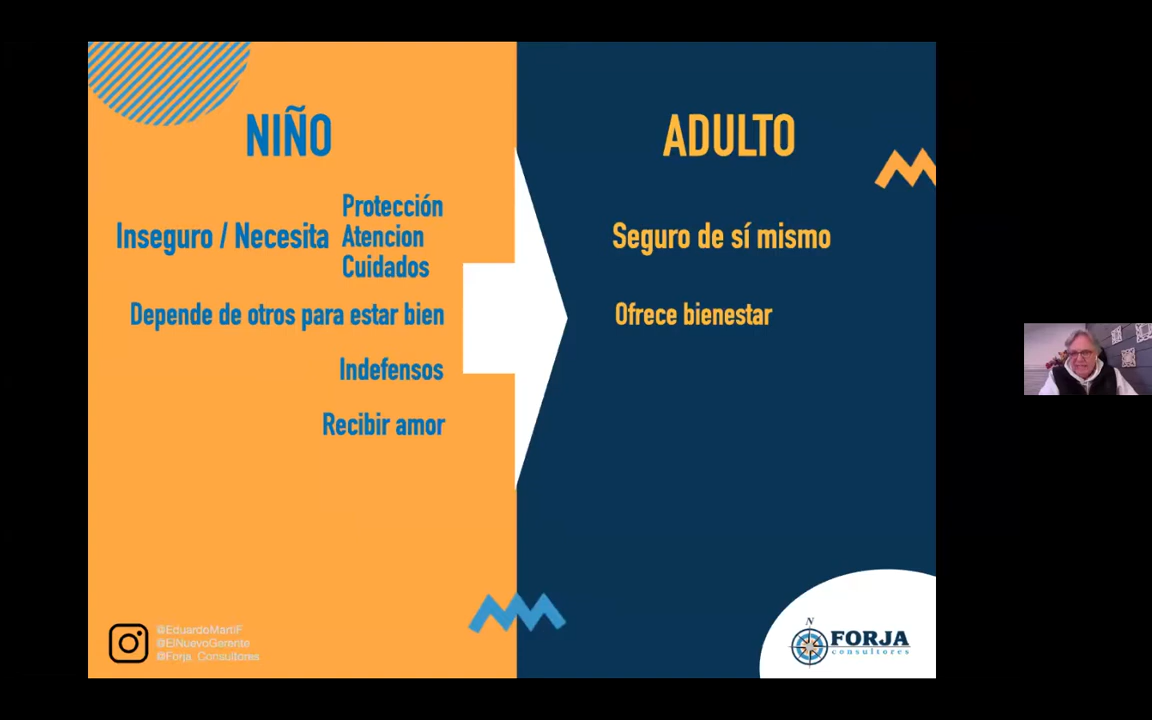 NIÑO
Inseguro / Necesita
Protección
Atencion
Cuidados
Depende de otros para estar bien
Indefensos
Recibir amor
ADULTO
Seguro de sí mismo
Ofrece bienestar
@EduardoMartiF
@ElNuevoGerente
@Forja_Consultores
N
FORJA
consultores